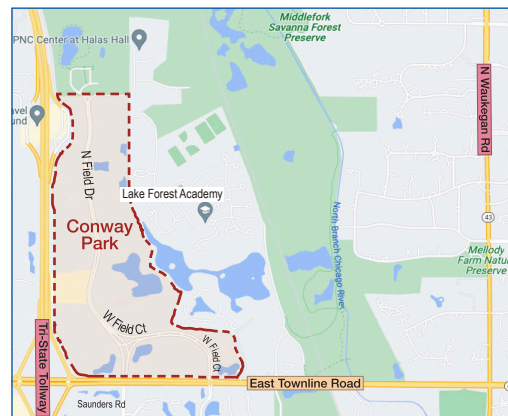 Middlefork
Savanna Forest
Preserve
PNC Center at Halas Hall
N Waukegan Rd
N Field Dr
Lake Forest Academy
Conway
Park
North Branch Chicago River
43
Mellody
Farm Natu
Preserve
W Field Ct
W Field Ct
Tri-State Tollway
East Townline Road
Saunders Rd